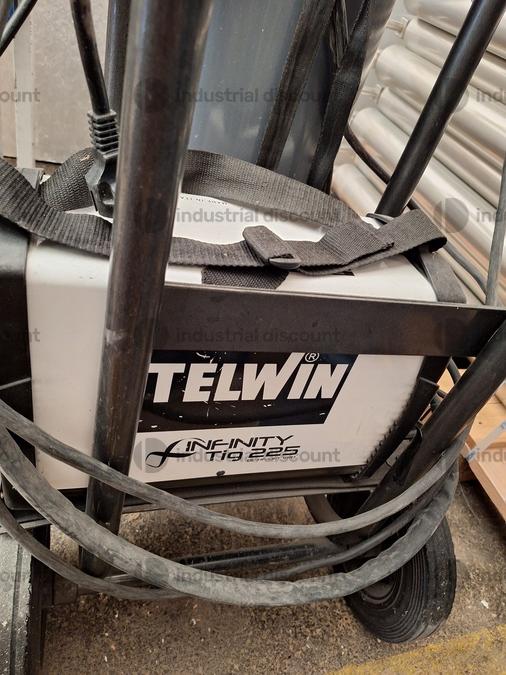 industrial discount
TELWIN®
INFINITY
Tig 225